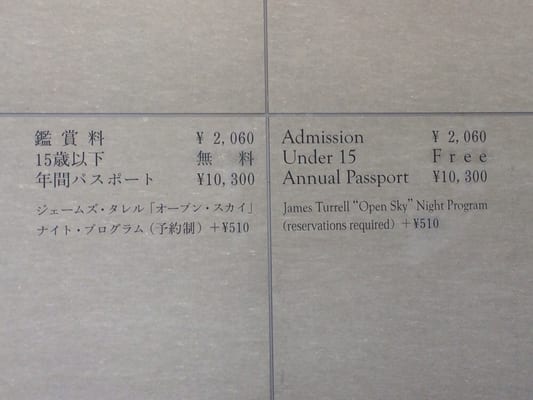 鑑賞料 ¥ 2,060
15歳以下 無料
年間パスポート ¥10,300
ジェームズ・タレル「オープン・スカイ」
ナイト・プログラム(予約制) +¥510
Admission ¥ 2,060
Under 15 Free
Annual Passport ¥10,300
James Turrell “Open Sky” Night Program
(reservations required) +¥510